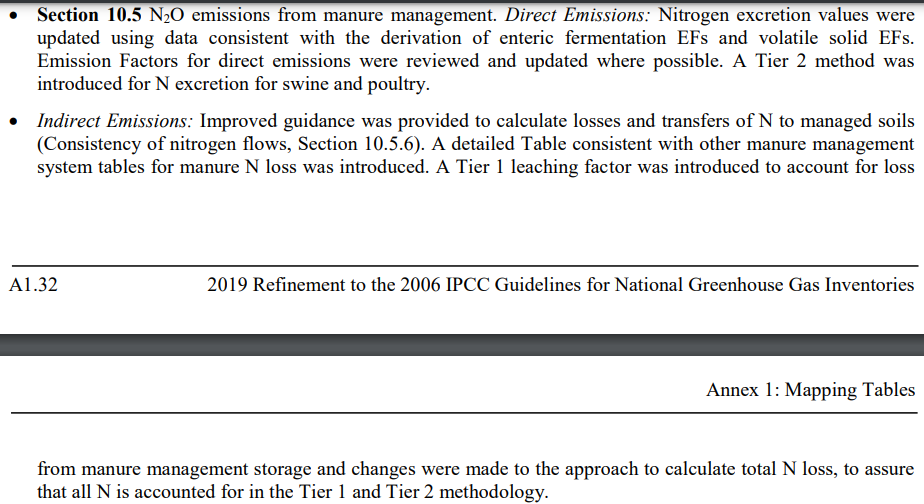 • Section 10.5 N₂O emissions from manure management. Direct Emissions: Nitrogen excretion values were
updated using data consistent with the derivation of enteric fermentation EFs and volatile solid EFs.
Emission Factors for direct emissions were reviewed and updated where possible. A Tier 2 method was
introduced for N excretion for swine and poultry.
• Indirect Emissions: Improved guidance was provided to calculate losses and transfers of N to managed soils
(Consistency of nitrogen flows, Section 10.5.6). A detailed Table consistent with other manure management
system tables for manure N loss was introduced. A Tier 1 leaching factor was introduced to account for loss
A1.32 2019 Refinement to the 2006 IPCC Guidelines for National Greenhouse Gas Inventories
Annex 1: Mapping Tables
from manure management storage and changes were made to the approach to calculate total N loss, to assure
that all N is accounted for in the Tier 1 and Tier 2 methodology.